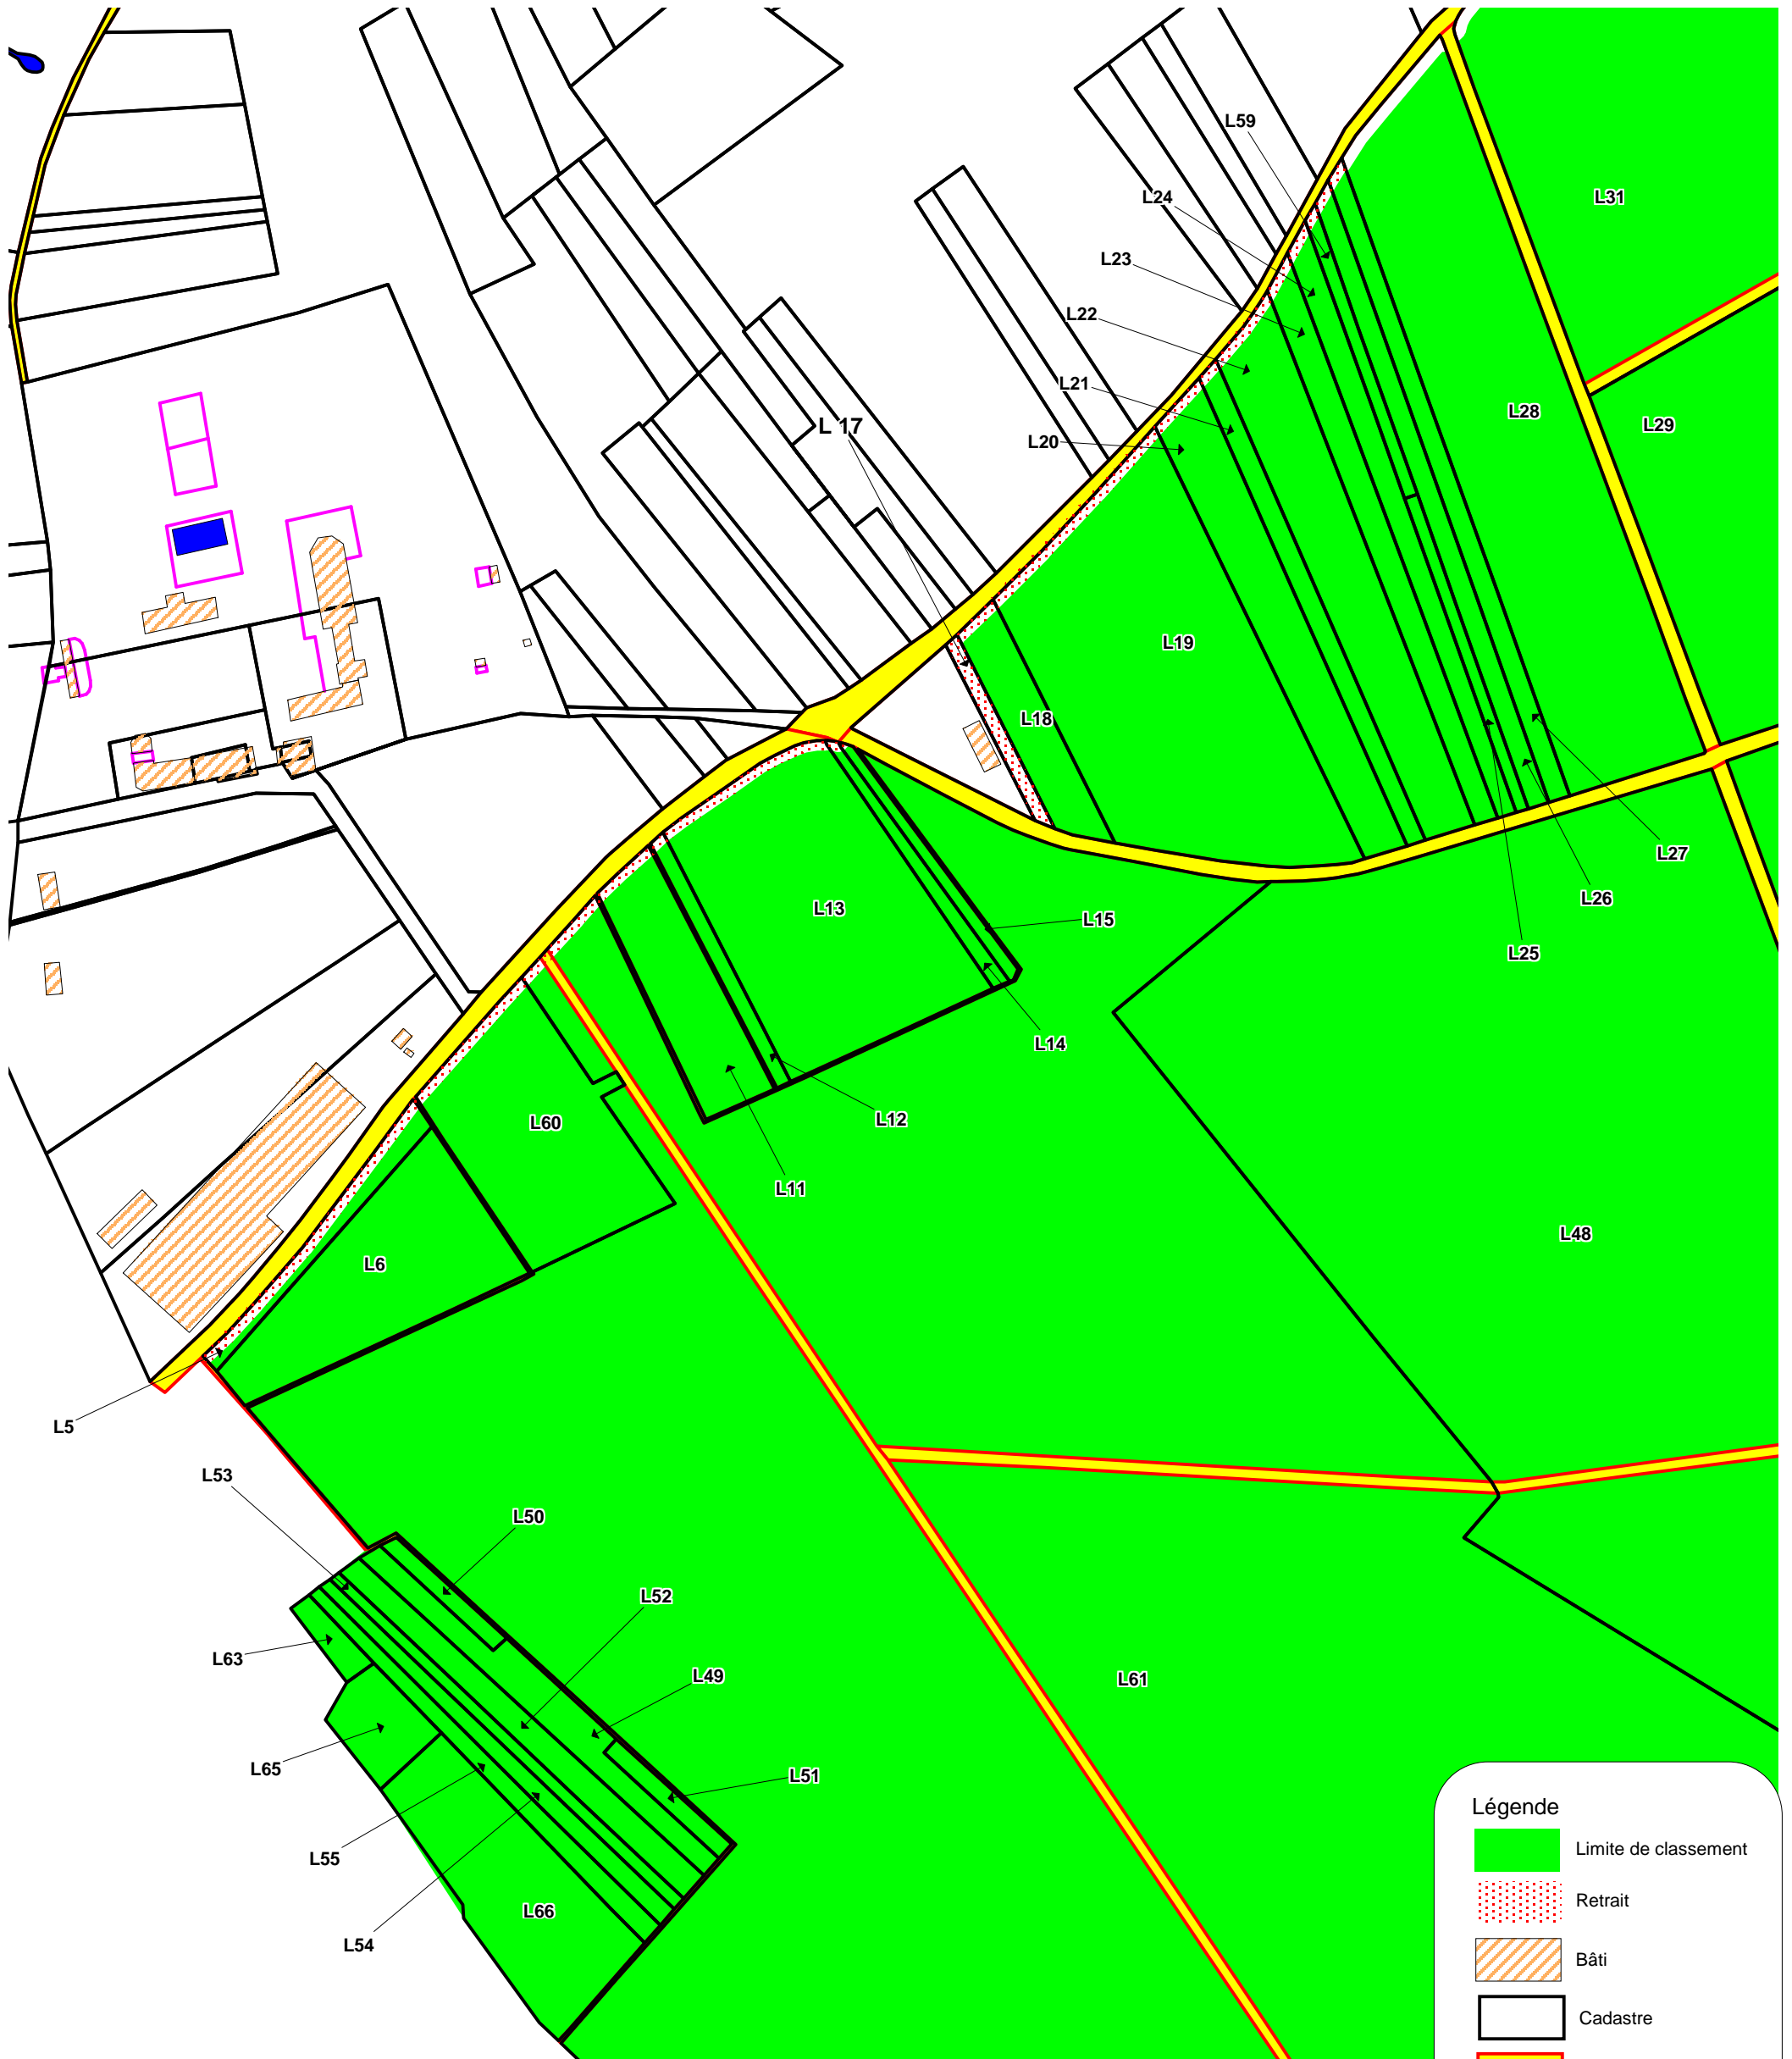 L59
L24
L31
L23
L22
L21
L28
L29
L 17
L20
L19
L18
L27
L26
L13
L15
L25
L14
L60
L12
L11
L48
L6
L5
L53
L50
L52
L63
L49
L61
L65
L51
L55
L66
L54
Légende
Limite de classement
Retrait
Bâti
Cadastre